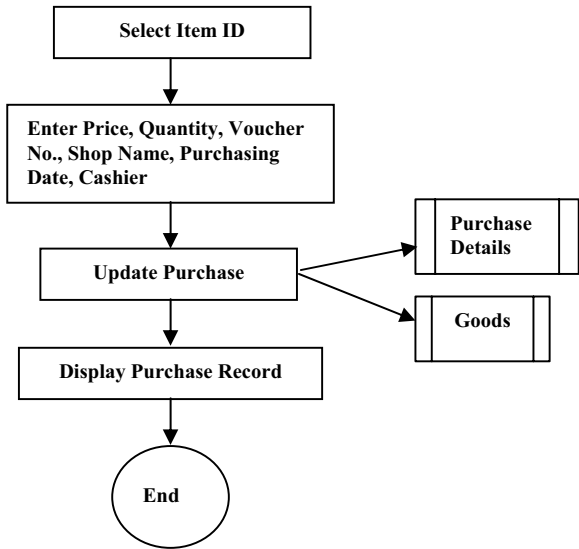 Select Item ID
Enter Price, Quantity, Voucher
No., Shop Name, Purchasing
Date, Cashier
Update Purchase
Purchase
Details
Goods
Display Purchase Record
End